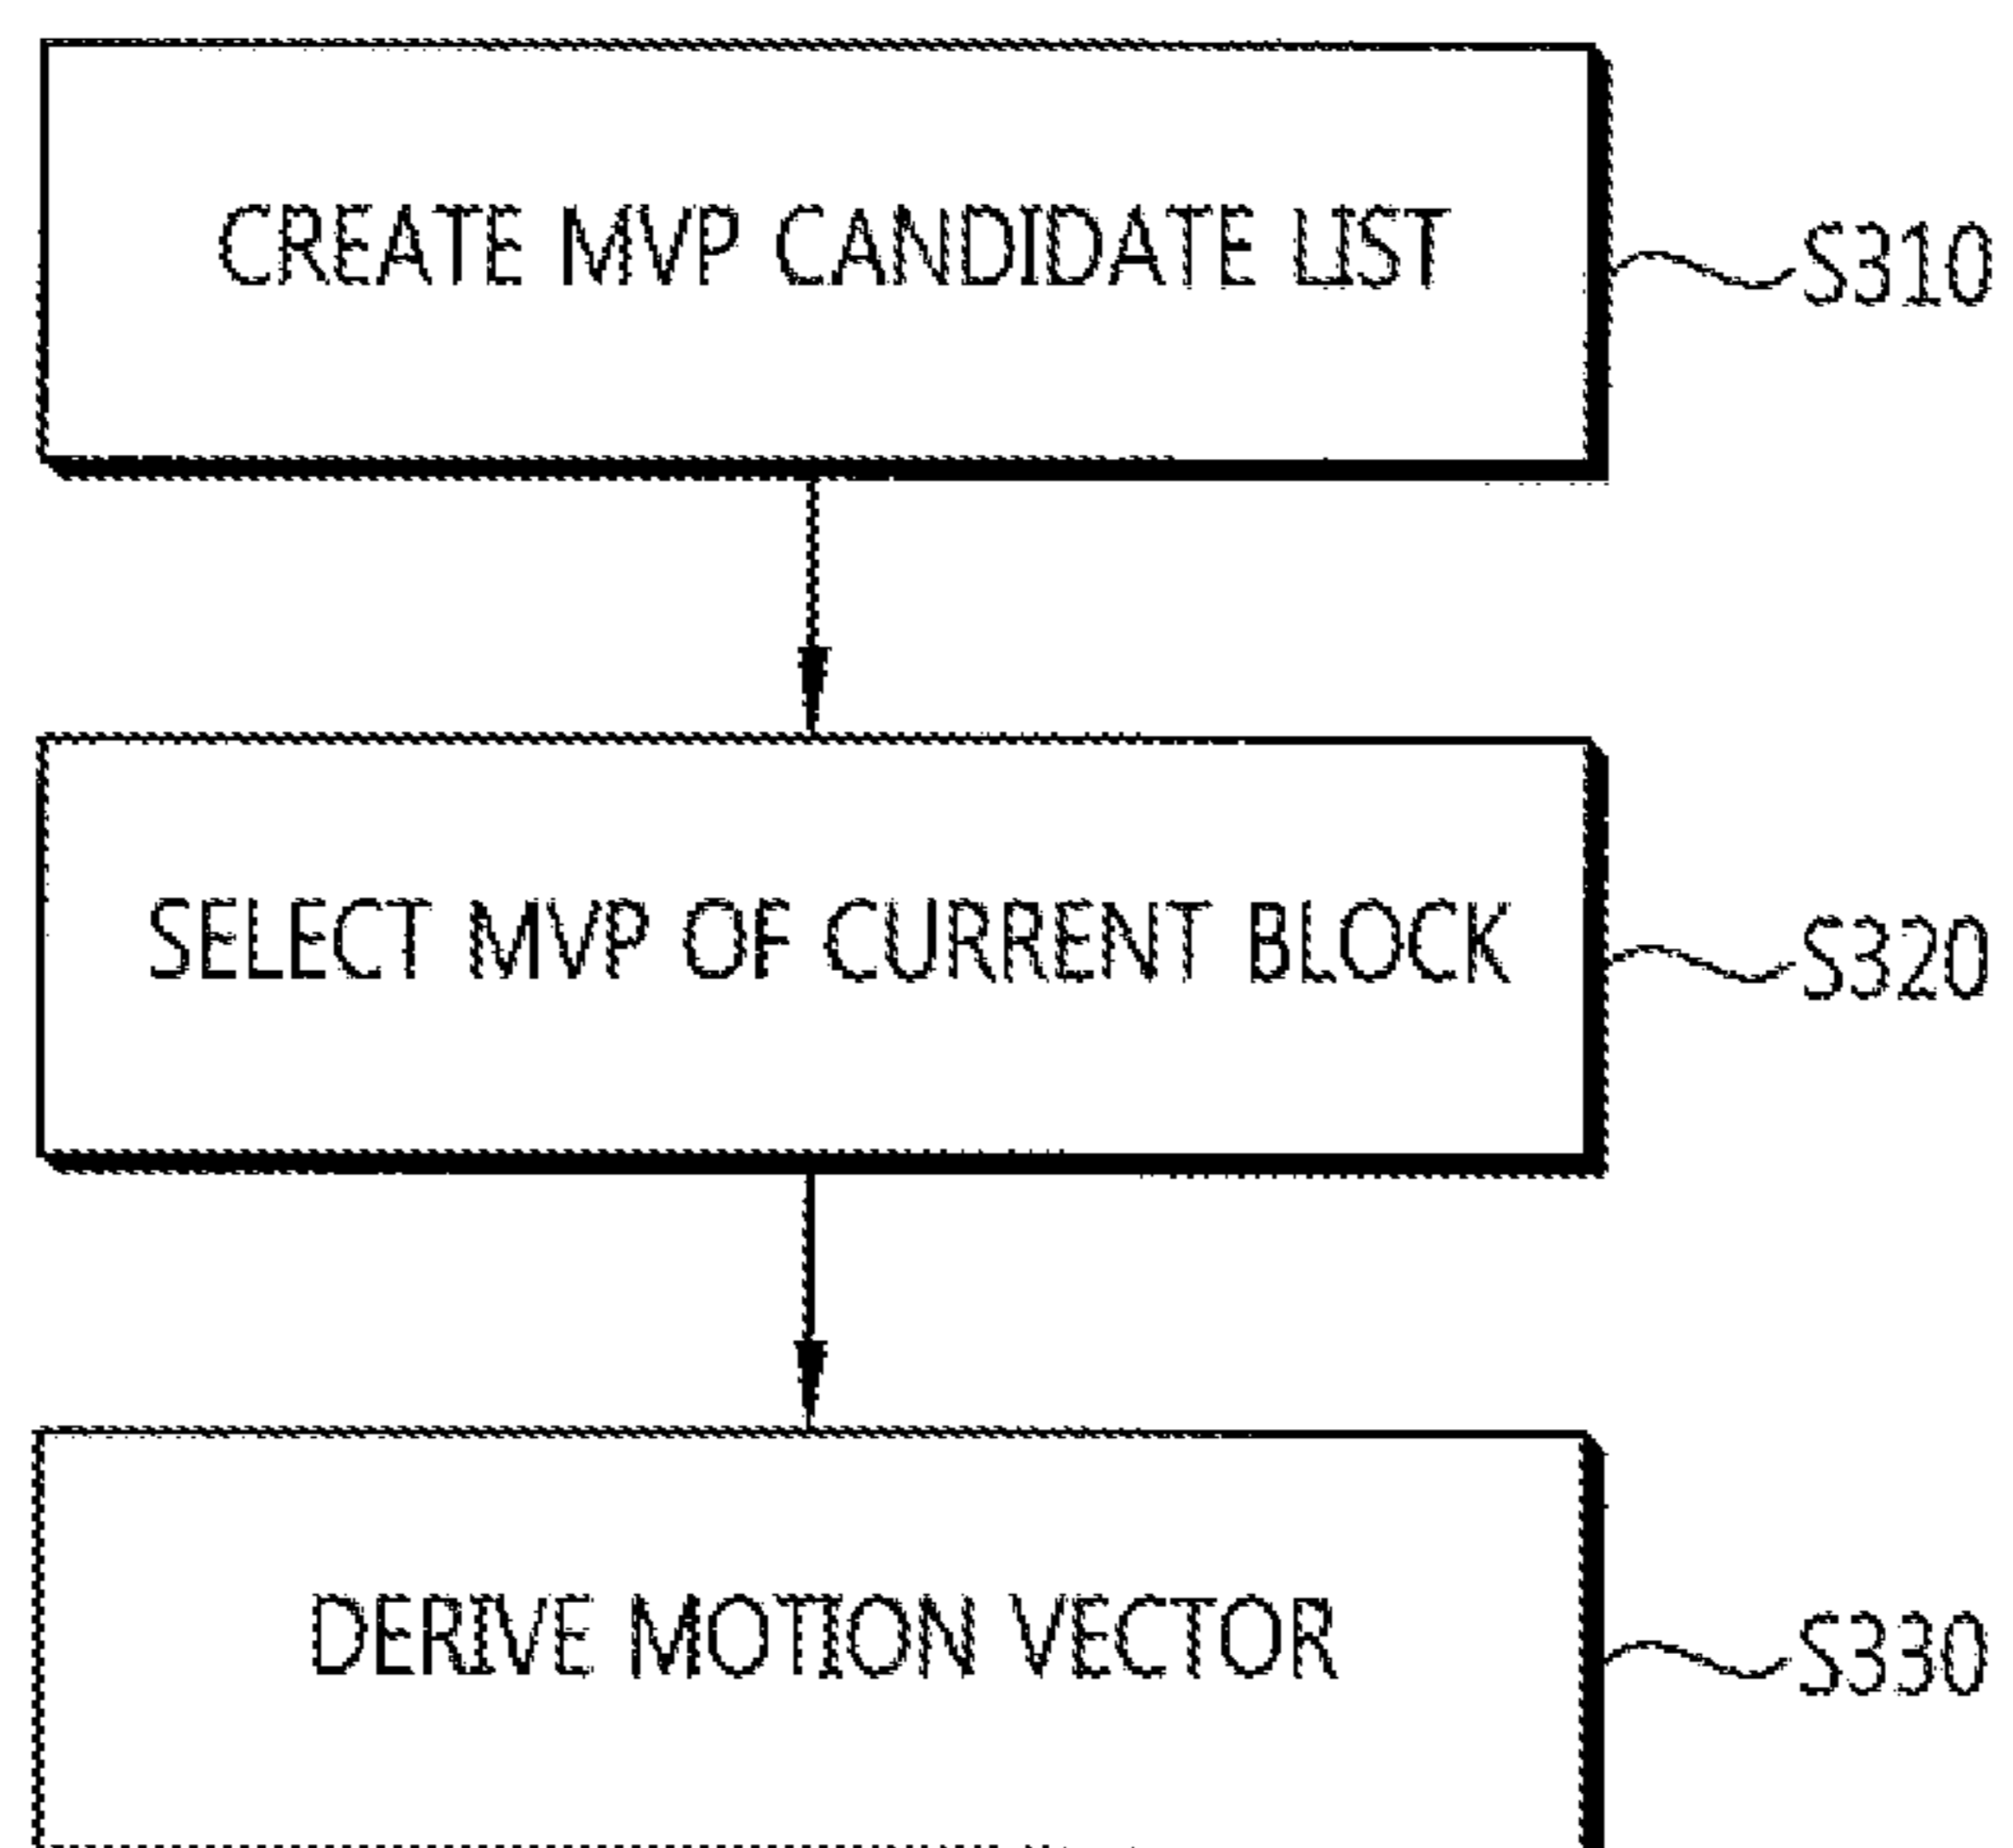 CREATE MVP CANDIDATE LIST
S310
SELECT MVP OF CURRENT BLOCK
S320
DERIVE MOTION VECTOR
S330